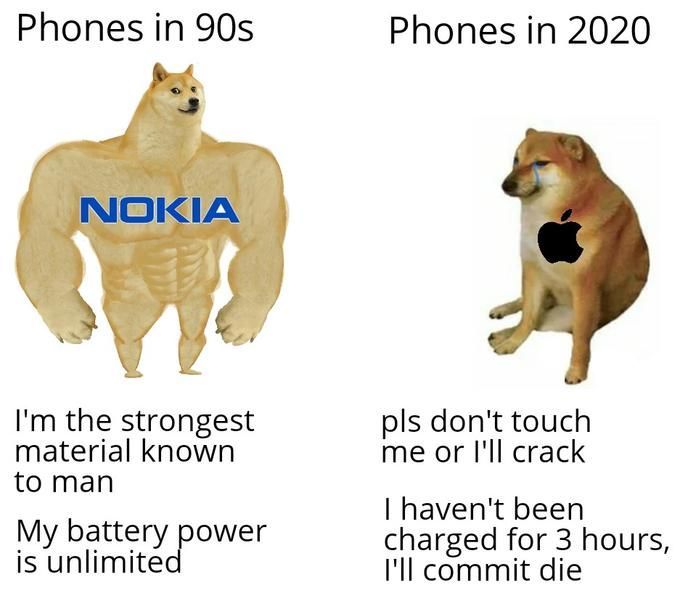 Phones in 90s
NOKIA
I'm the strongest
material known
to man
My battery power
is unlimited
Phones in 2020
pls don't touch
me or I'll crack
I haven't been
charged for 3 hours,
I'll commit die